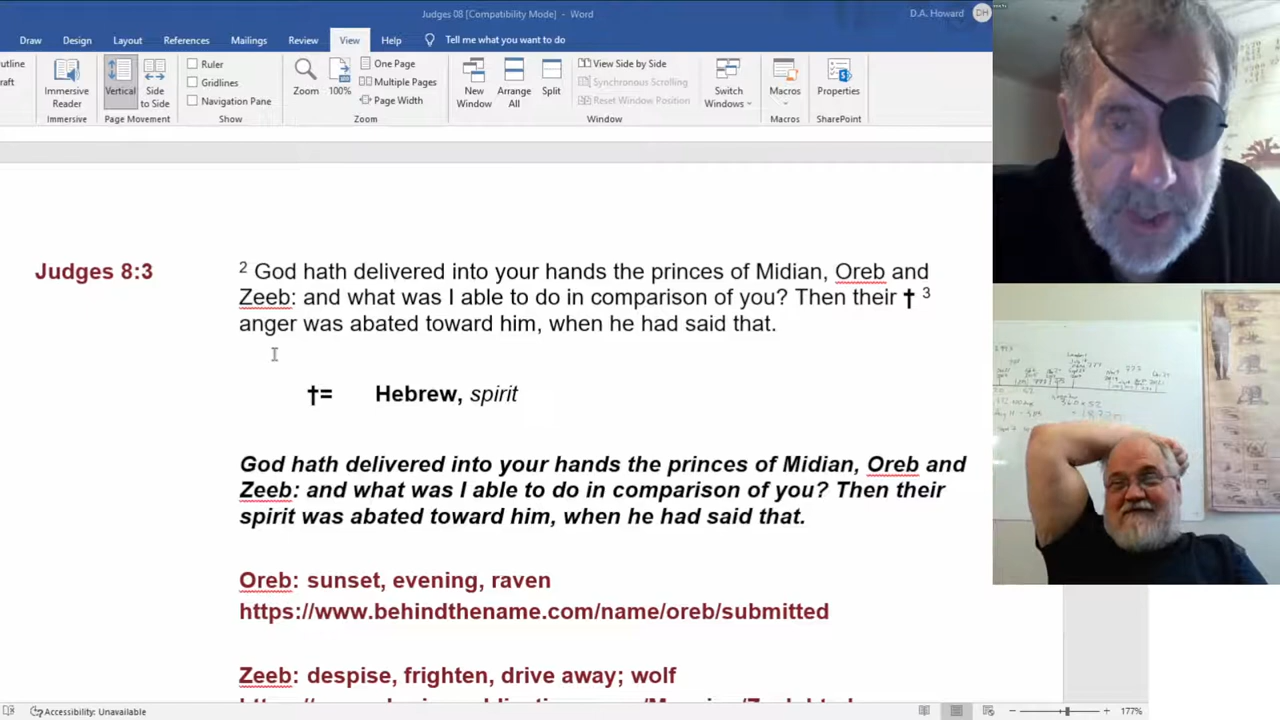 Judges 08 [Compatibility Mode] - Word
D.A. Howard DH
Draw Design Layout References Mailings Review View Help Tell me what you want to do
Immersive Reader
Immersive
Vertical
Side to Side
Page Movement
Ruler
Gridlines
Navigation Pane
Show
Zoom
100%
One Page
Multiple Pages
Page Width
Zoom
New Window
Arrange All
Split
View Side by Side
Synchronous Scrolling
Reset Window Position
Window
Switch Windows
Macros
Macros
Properties
SharePoint
Judges 8:3
2 God hath delivered into your hands the princes of Midian, Oreb and
Zeeb: and what was I able to do in comparison of you? Then their † 3
anger was abated toward him, when he had said that.
†= Hebrew, spirit
God hath delivered into your hands the princes of Midian, Oreb and
Zeeb: and what was I able to do in comparison of you? Then their
spirit was abated toward him, when he had said that.
Oreb: sunset, evening, raven
https://www.behindthename.com/name/oreb/submitted
Zeeb: despise, frighten, drive away; wolf
Accessibility: Unavailable
177%